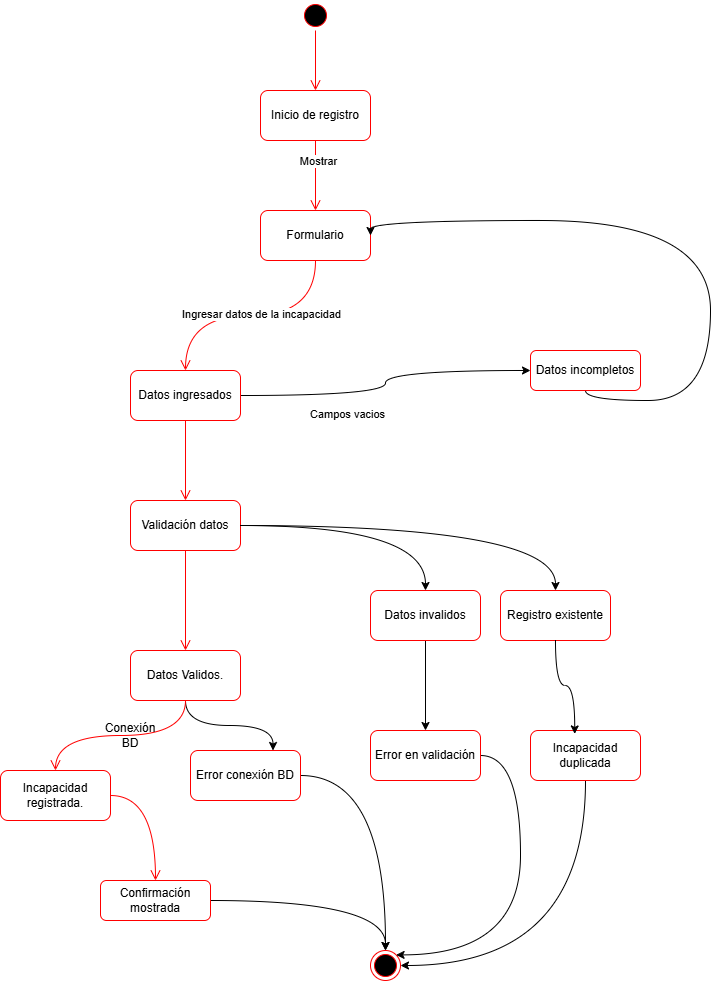 Inicio de registro
Mostrar
Formulario
Ingresar datos de la incapacidad
Datos incompletos
Datos ingresados
Campos vacios
Validación datos
Datos invalidos
Registro existente
Datos Validos.
Conexión
BD
Error conexión BD
Error en validación
Incapacidad
duplicada
Incapacidad
registrada.
Confirmación
mostrada